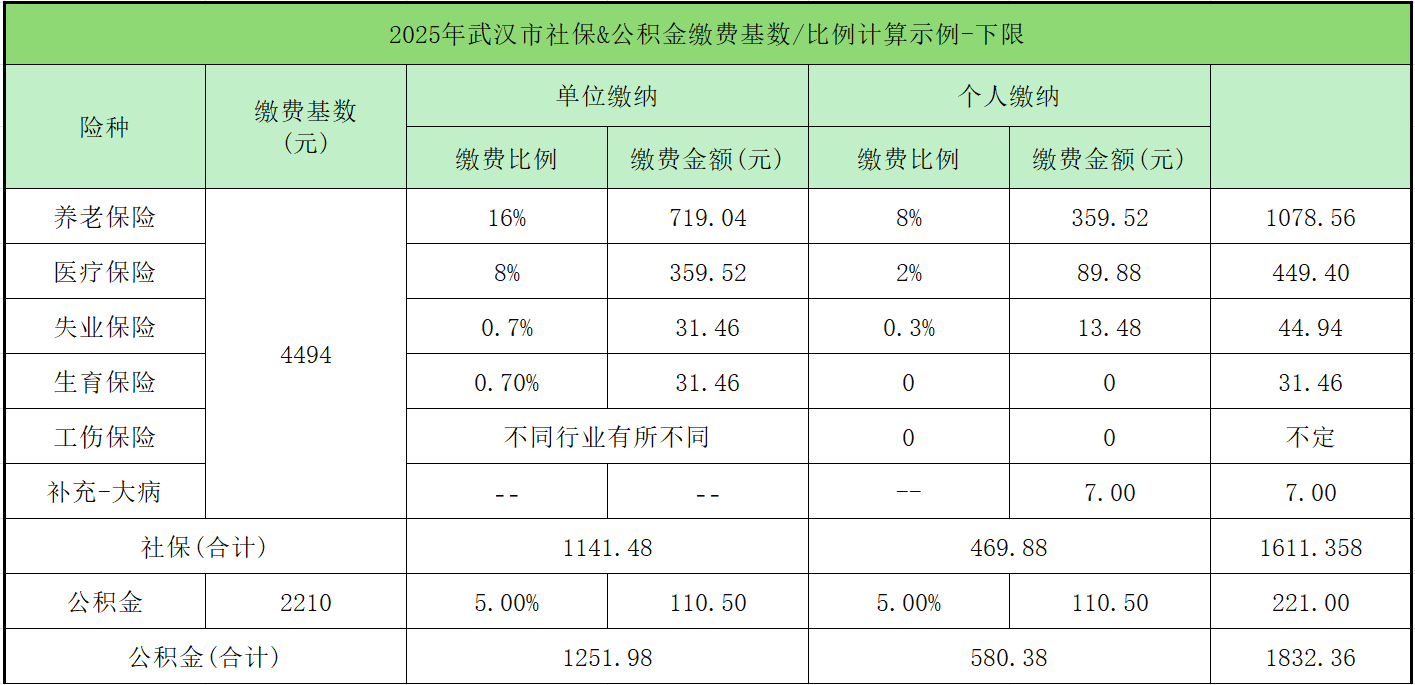 2025年武汉市社保&公积金缴费基数/比例计算示例-下限
险种 缴费基数(元) 单位缴纳 个人缴纳
缴费比例 缴费金额(元) 缴费比例 缴费金额(元)
养老保险 4494 16% 719.04 8% 359.52 1078.56
医疗保险 8% 359.52 2% 89.88 449.40
失业保险 0.7% 31.46 0.3% 13.48 44.94
生育保险 0.70% 31.46 0 0 31.46
工伤保险 不同行业有所不同 0 0 不定
补充-大病 -- -- -- 7.00 7.00
社保(合计) 1141.48 469.88 1611.358
公积金 2210 5.00% 110.50 5.00% 110.50 221.00
公积金(合计) 1251.98 580.38 1832.36